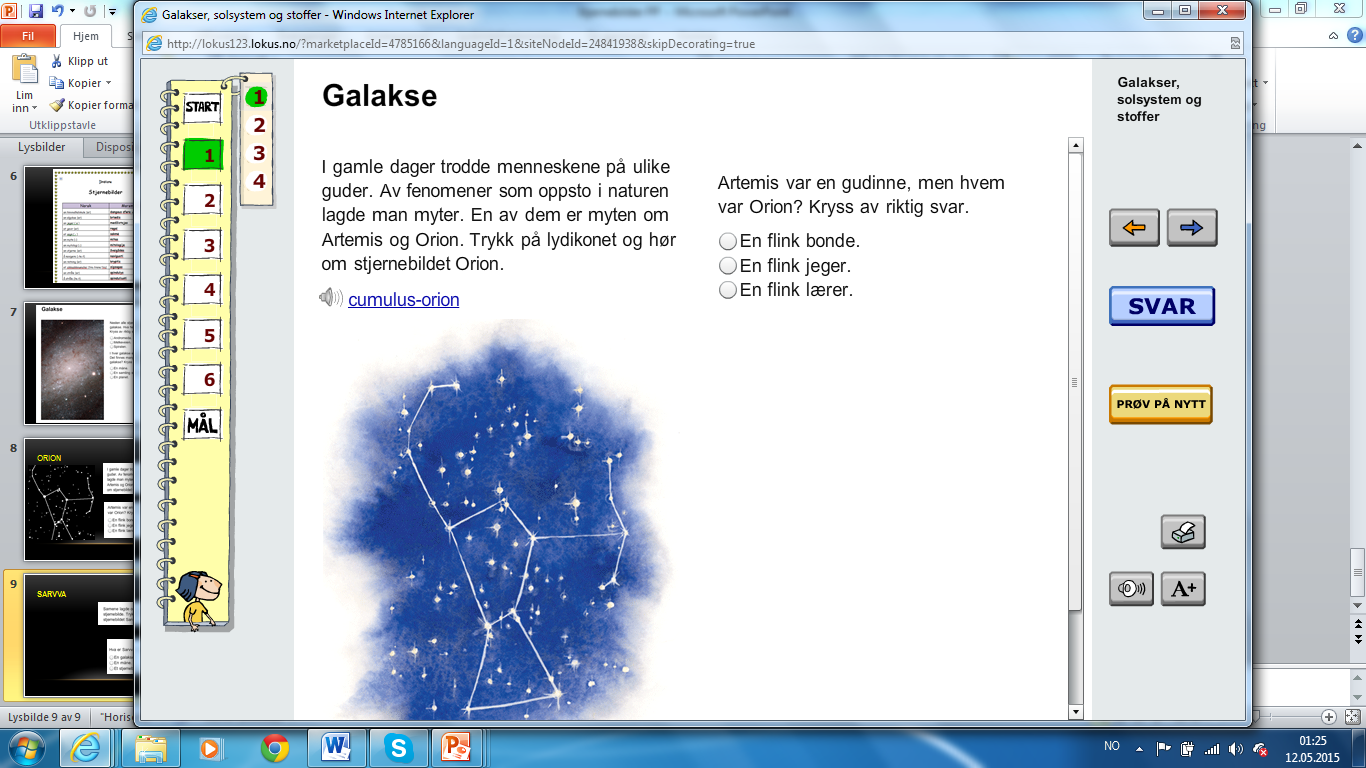 Galakser, solsystem og stoffer - Windows Internet Explorer
http://lokus123.lokus.no/?marketplaceId=4785166&languageId=1&siteNodeId=24841938&skipDecorating=true
Fil
Hjem
S
Lim
inn
Klipp ut
Kopier
Kopier forma
Utklippstavle
Lysbilder
Disposi
6
Stjernebilder
7
Galakse
8
ORION
9
SARVVA
START
1
2
3
4
5
6
MÅL
1
2
3
4
Galakse
I gamle dager trodde menneskene på ulike
guder. Av fenomener som oppsto i naturen
lagde man myter. En av dem er myten om
Artemis og Orion. Trykk på lydikonet og hør
om stjernebildet Orion.
cumulus-orion
Artemis var en gudinne, men hvem
var Orion? Kryss av riktig svar.
En flink bonde.
En flink jeger.
En flink lærer.
Galakser,
solsystem og
stoffer
SVAR
PRØV PÅ NYTT
A+
Lysbilde 9 av 9
"Horis
NO
01:25
12.05.2015